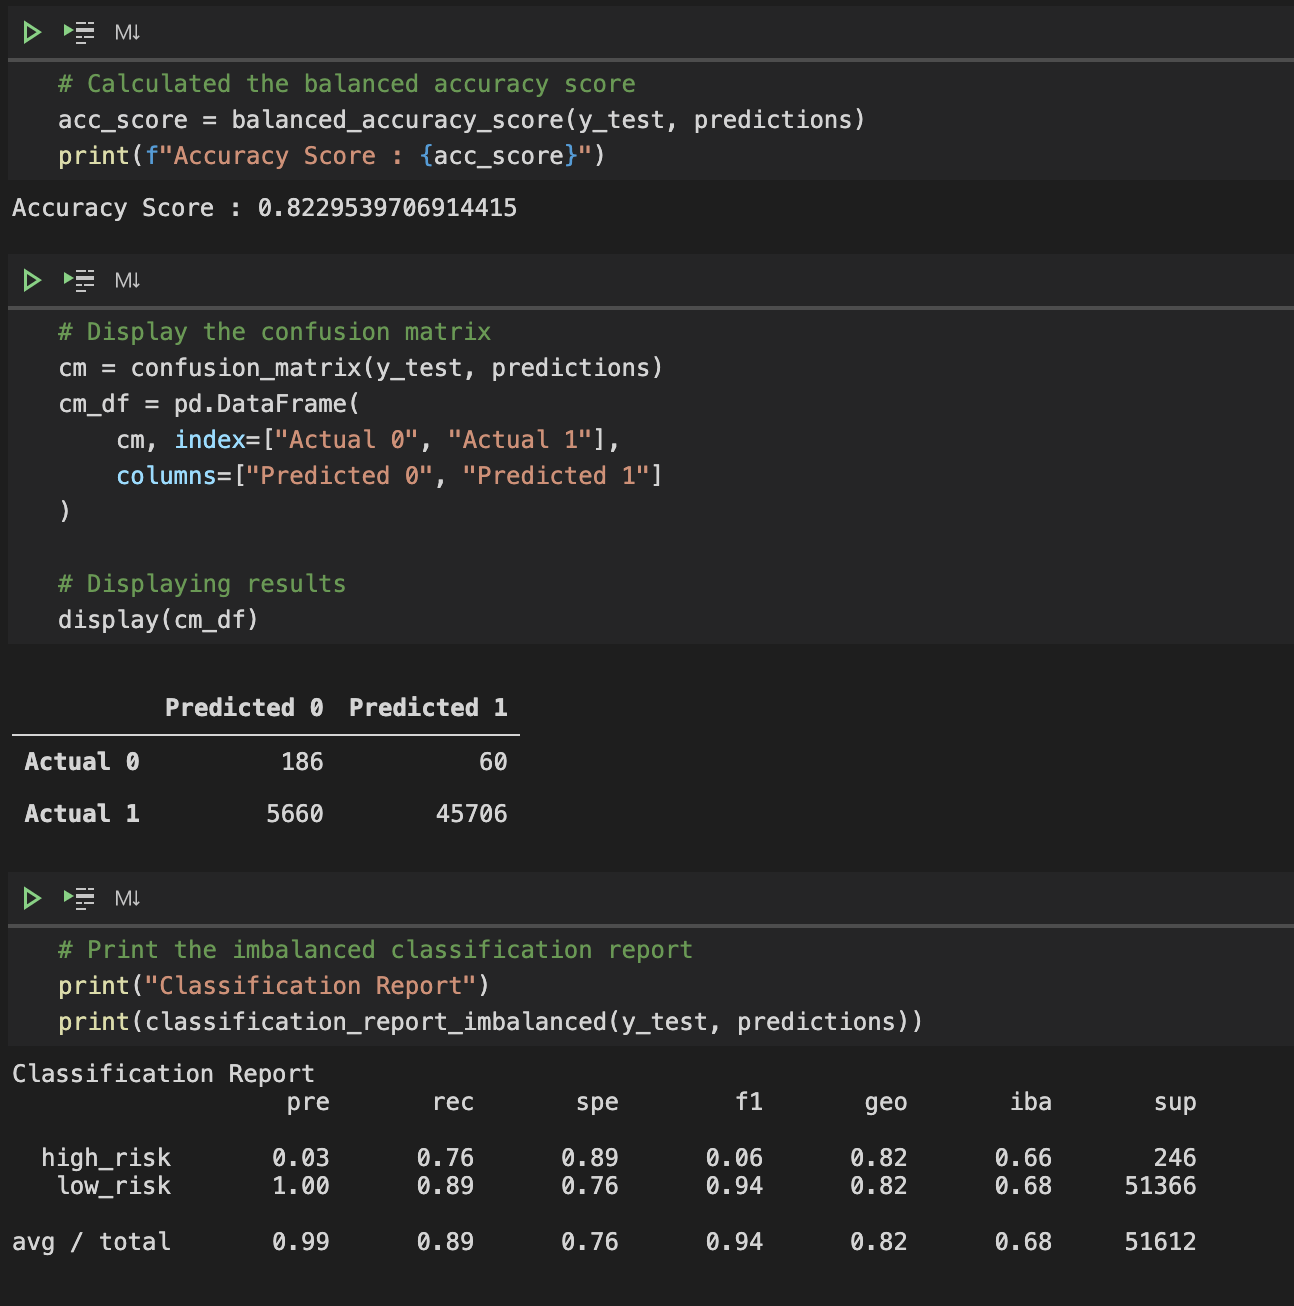 M↓
# Calculated the balanced accuracy score
acc_score = balanced_accuracy_score(y_test, predictions)
print(f"Accuracy Score : {acc_score}")
Accuracy Score : 0.8229539706914415
M↓
# Display the confusion matrix
cm = confusion_matrix(y_test, predictions)
cm_df = pd.DataFrame(
    cm, index=["Actual 0", "Actual 1"],
    columns=["Predicted 0", "Predicted 1"]
)
# Displaying results
display(cm_df)
Predicted 0 Predicted 1
Actual 0 186 60
Actual 1 5660 45706
M↓
# Print the imbalanced classification report
print("Classification Report")
print(classification_report_imbalanced(y_test, predictions))
Classification Report
pre rec spe f1 geo iba sup
high_risk 0.03 0.76 0.89 0.06 0.82 0.66 246
low_risk 1.00 0.89 0.76 0.94 0.82 0.68 51366
avg / total 0.99 0.89 0.76 0.94 0.82 0.68 51612